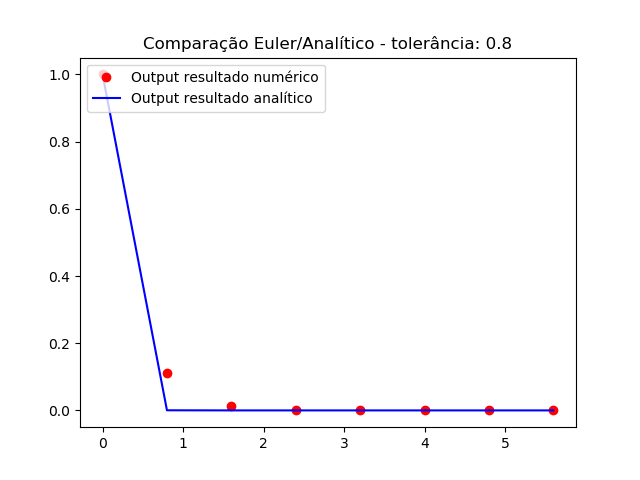 Comparação Euler/Analítico - tolerância: 0.8
Output resultado numérico
Output resultado analítico
1.0
0.8
0.6
0.4
0.2
0.0
0 1 2 3 4 5